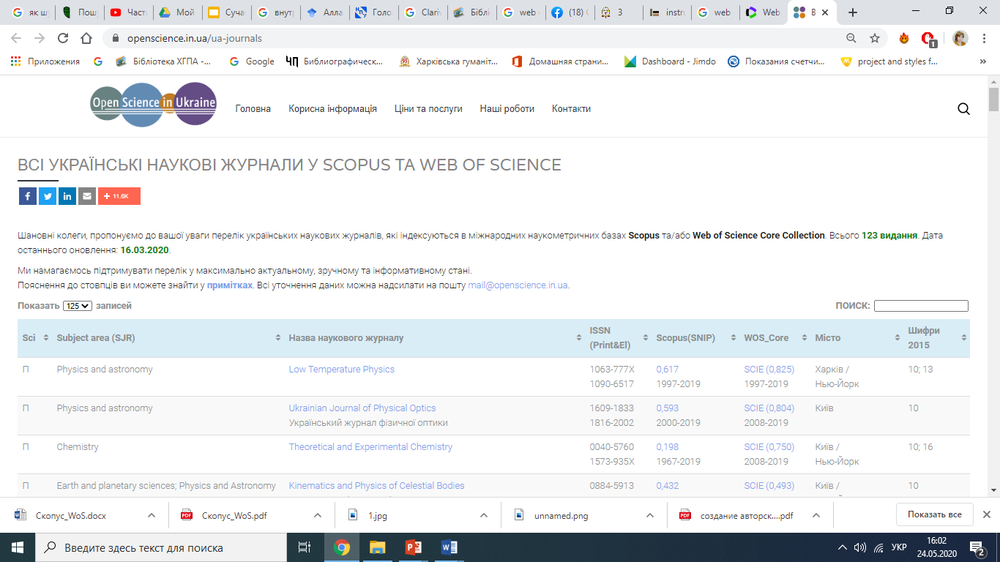 як шу
Пошу
Част
Мой
Суча
внут
Алла
Голо
Clariv
Біблі
web
(18)
3
instru
web
Web
В
openscience.in.ua/ua-journals
Приложения
Бібліотека ХГПА -...
Google
Библиографическ...
Харківська гуманіт...
Домашняя страни...
Dashboard - Jimdo
Показания счетчи...
project and styles f...
»
1
Open Science in Ukraine
Головна
Корисна інформація
Ціни та послуги
Наші роботи
Контакти
ВСІ УКРАЇНСЬКІ НАУКОВІ ЖУРНАЛИ У SCOPUS ТА WEB OF SCIENCE
11.6K
Шановні колеги, пропонуємо до вашої уваги перелік українських наукових журналів, які індексуються в міжнародних наукометричних базах Scopus та/або Web of Science Core Collection. Всього 123 видання. Дата
останнього оновлення: 16.03.2020.
Ми намагаємось підтримувати перелік у максимально актуальному, зручному та інформативному стані.
Пояснення до стовпців ви можете знайти у примітках. Всі уточнення даних можна надсилати на пошту mail@openscience.in.ua.
Показать 125 записей
ПОИСК:
Sci Subject area (SJR) Назва наукового журналу ISSN (Print&El) Scopus(SNIP) WOS_Core Місто Шифри 2015
П Physics and astronomy Low Temperature Physics 1063-777X 0,617 SCIE (0,825) Харків / 10; 13
1090-6517 1997-2019 1997-2019 Нью-Йорк
П Physics and astronomy Ukrainian Journal of Physical Optics 1609-1833 0,593 SCIE (0,804) Київ 10
Український журнал фізичної оптики 1816-2002 2000-2019 2008-2019
П Chemistry Theoretical and Experimental Chemistry 0040-5760 0,198 SCIE (0,750) Київ / 10; 16
1573-935X 1967-2019 2008-2019 Нью-Йорк
П Earth and planetary sciences; Physics and Astronomy Kinematics and Physics of Celestial Bodies 0884-5913 0,432 SCIE (0,493) Київ / 10
Скопус_WoS.docx
Скопус_WoS.pdf
1.jpg
unnamed.png
создание авторск....pdf
Показать все
Введите здесь текст для поиска
УКР
16:02
24.05.2020
2